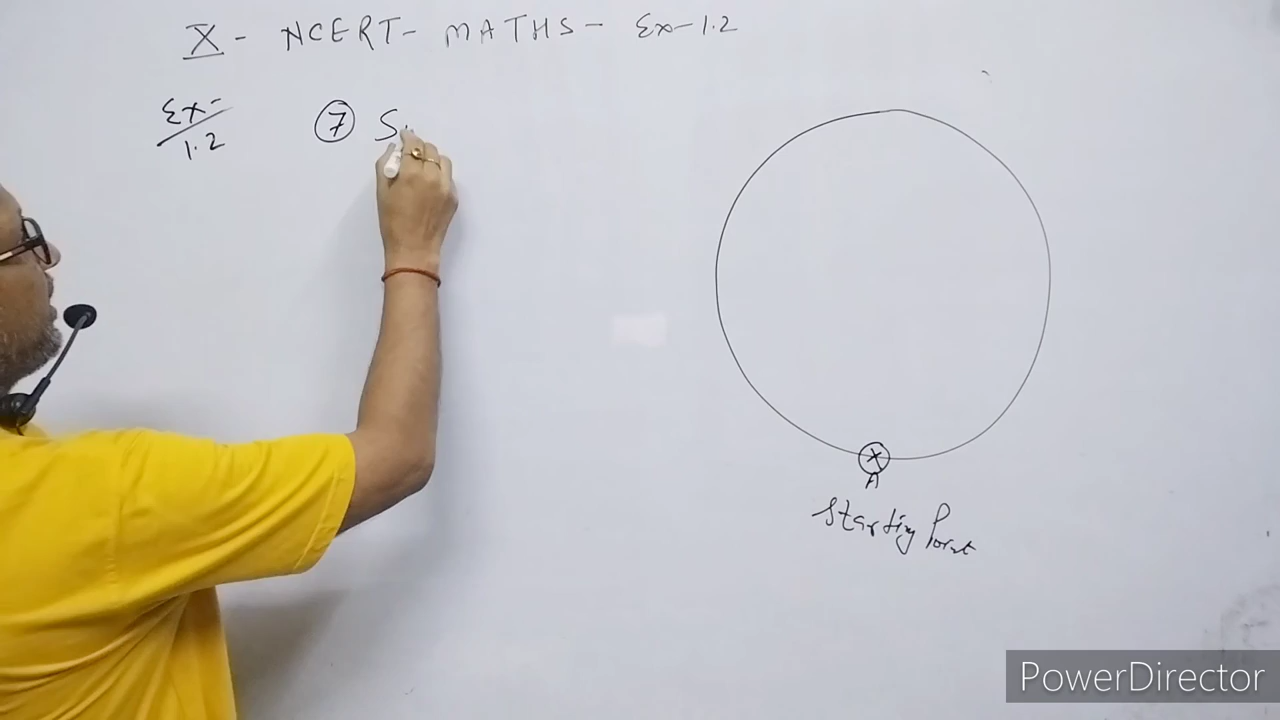 X - NCERT - MATHS - Ex - 1.2
Ex - 1.2
7 S
A
Starting Point
PowerDirector